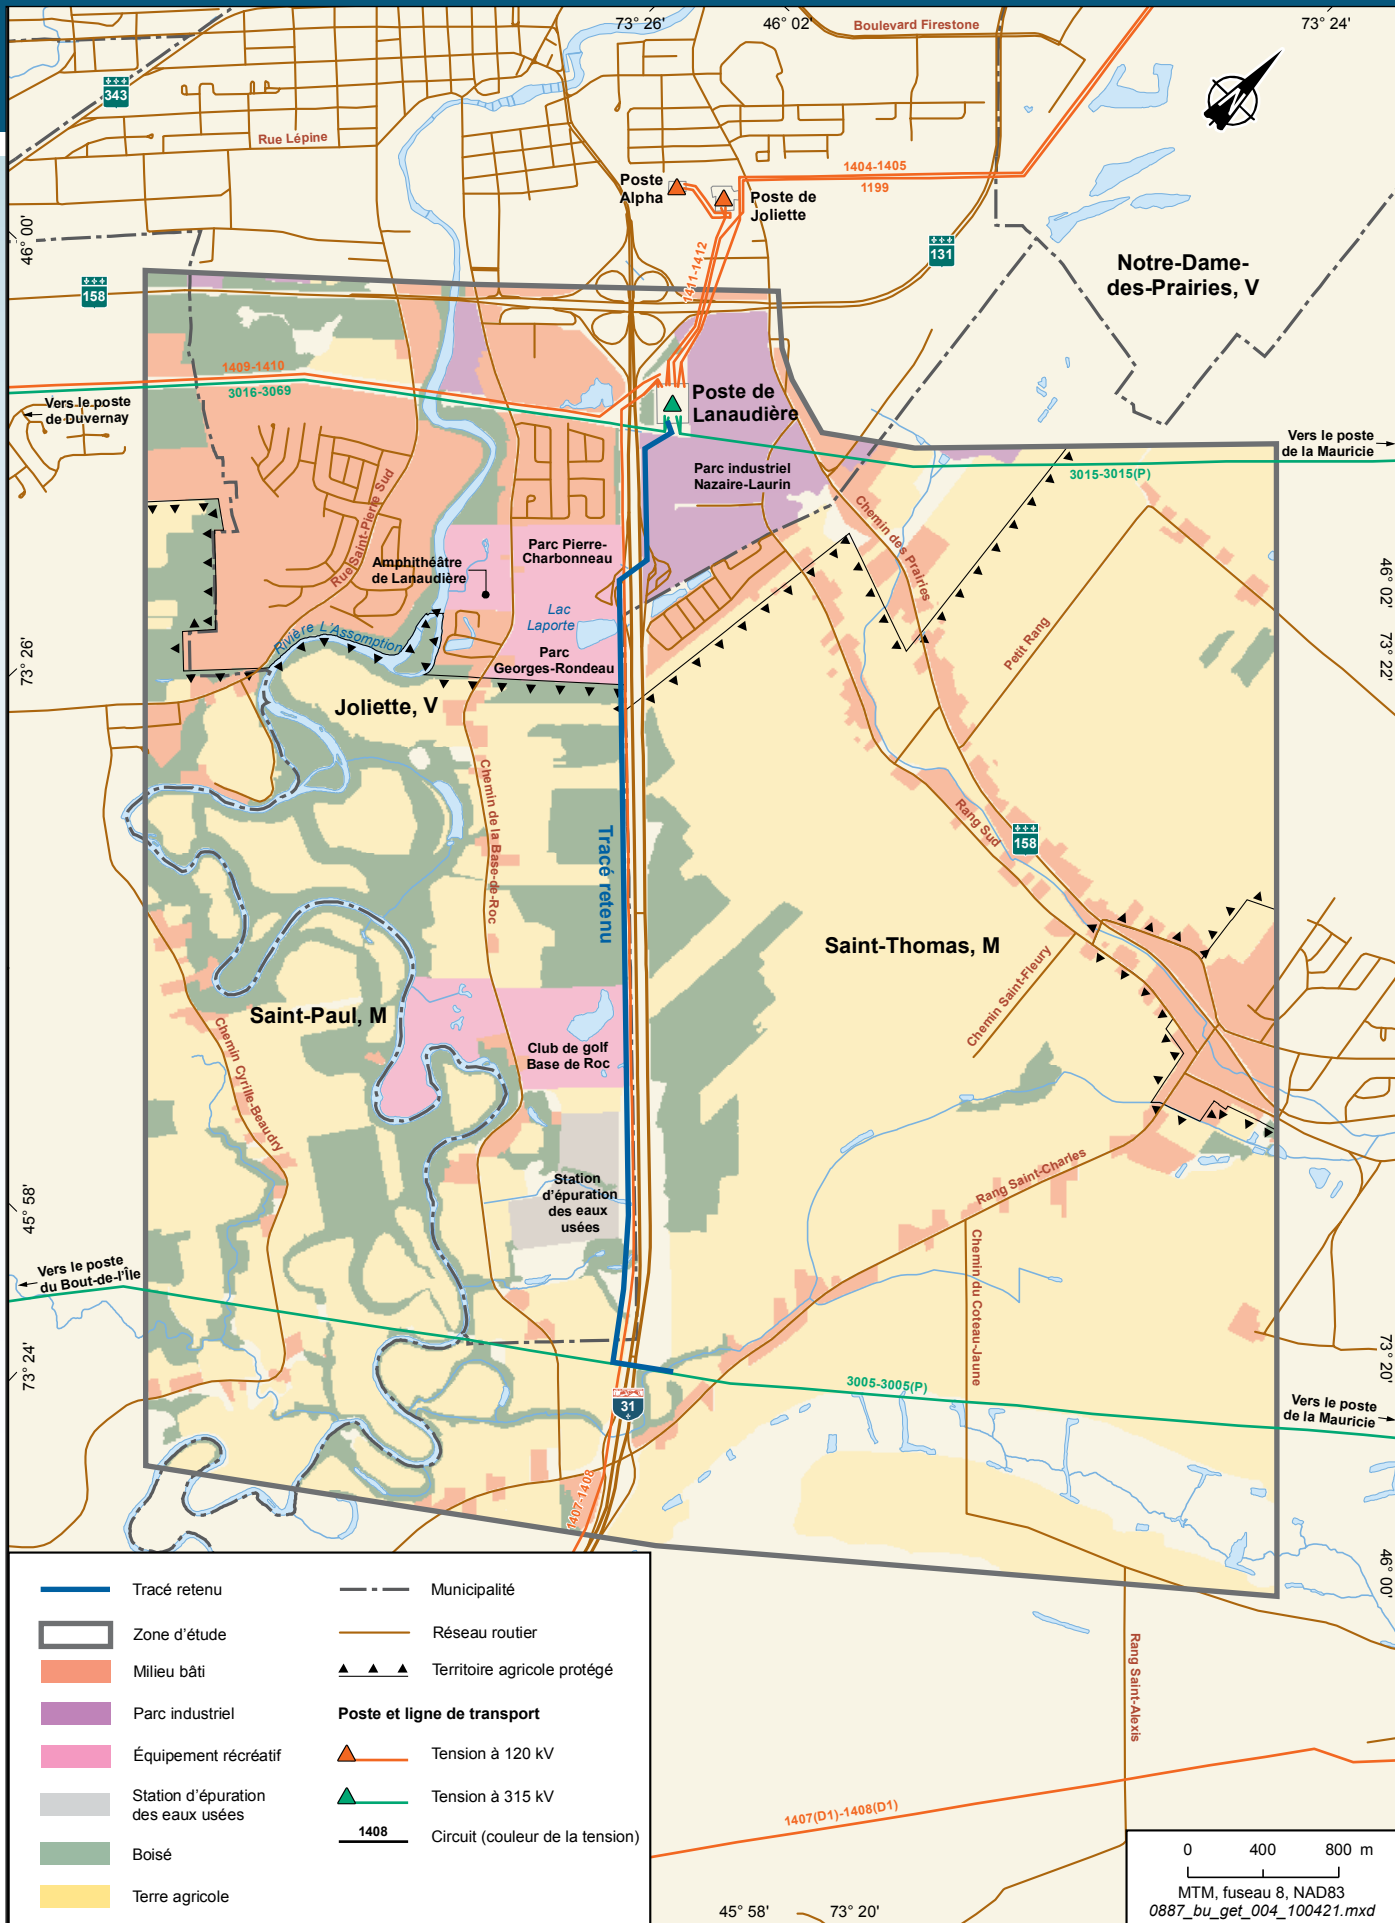 73° 26'
46° 02'
Boulevard Firestone
73° 24'
343
Rue Lépine
1404-1405
1199
Poste
Alpha
Poste de
Joliette
46° 00'
1411-1412
131
158
Notre-Dame-
des-Prairies, V
1409-1410
3016-3069
Vers le poste
de Duvernay
Poste de
Lanaudière
Vers le poste
de la Mauricie
Parc industriel
Nazaire-Laurin
3015-3015(P)
Rue Saint-Pierre Sud
Chemin des Prairies
Parc Pierre-
Charbonneau
Amphithéâtre
de Lanaudière
46° 02'
Lac
Laporte
Rivière L'Assomption
Petit Rang
73° 26'
73° 22'
Parc
Georges-Rondeau
Joliette, V
Chemin de la Base-de-Roc
Tracé retenu
Rang Sud
158
Saint-Thomas, M
Chemin Saint-Fleury
Saint-Paul, M
Chemin Cyrille-Beaudry
Club de golf
Base de Roc
Rang Saint-Charles
Station
d'épuration
des eaux
usées
45° 58'
Chemin du Coteau-Jaune
Vers le poste
du Bout-de-l'Île
73° 24'
73° 20'
3005-3005(P)
31
Vers le poste
de la Mauricie
1407-1408
46° 00'
Rang Saint-Alexis
Tracé retenu
Zone d'étude
Milieu bâti
Parc industriel
Équipement récréatif
Station d'épuration
des eaux usées
Boisé
Terre agricole
Municipalité
Réseau routier
Territoire agricole protégé
Poste et ligne de transport
Tension à 120 kV
Tension à 315 kV
1408
Circuit (couleur de la tension)
1407(D1)-1408(D1)
0 400 800 m
MTM, fuseau 8, NAD83
0887_bu_get_004_100421.mxd
45° 58'
73° 20'